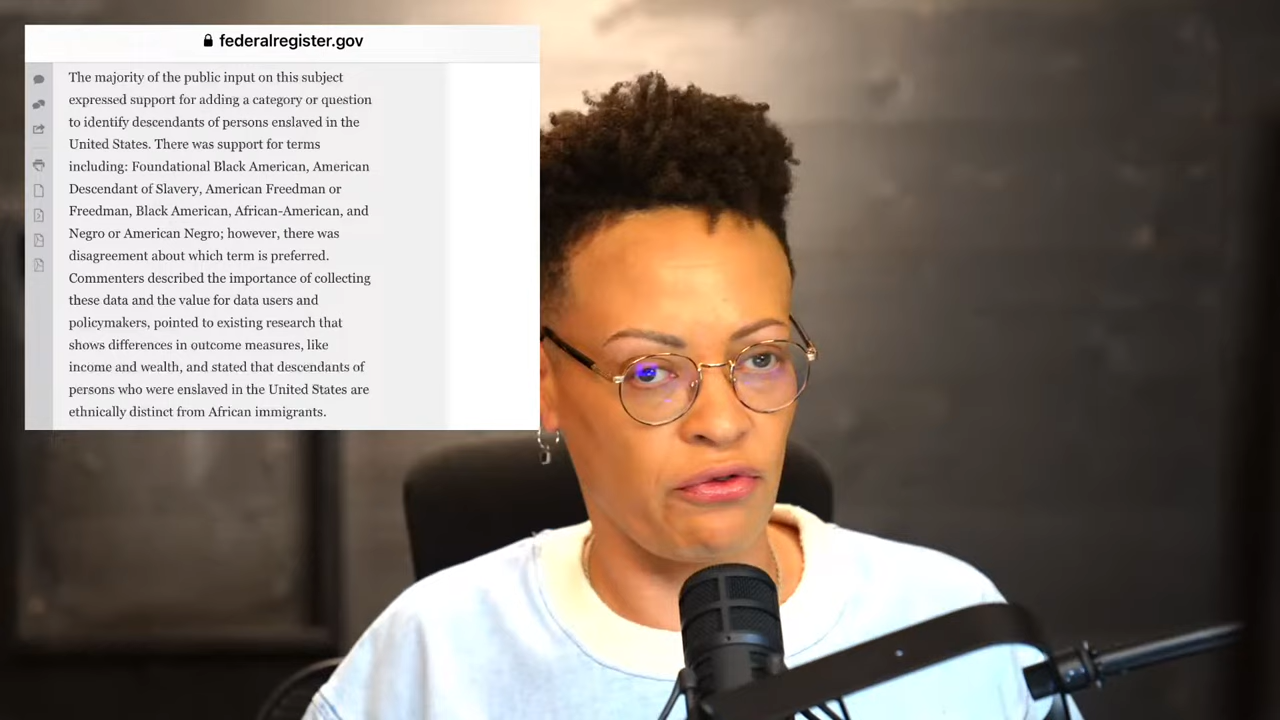 federalregister.gov
The majority of the public input on this subject
expressed support for adding a category or question
to identify descendants of persons enslaved in the
United States. There was support for terms
including: Foundational Black American, American
Descendant of Slavery, American Freedman or
Freedman, Black American, African-American, and
Negro or American Negro; however, there was
disagreement about which term is preferred.
Commenters described the importance of collecting
these data and the value for data users and
policymakers, pointed to existing research that
shows differences in outcome measures, like
income and wealth, and stated that descendants of
persons who were enslaved in the United States are
ethnically distinct from African immigrants.